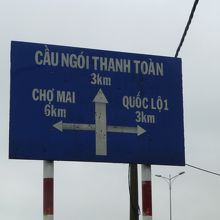 CẦU NGÓI THANH TOÀN
3km
CHỢ MAI
6km
QUỐC LỘ 1
3km